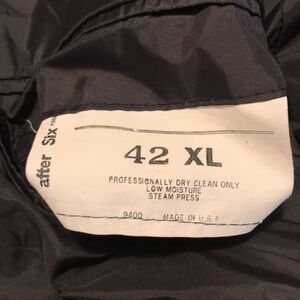 after Six
42 XL
PROFESSIONALLY DRY CLEAN ONLY
LOW MOISTURE
STEAM PRESS
9400 MADE IN U.S.A.